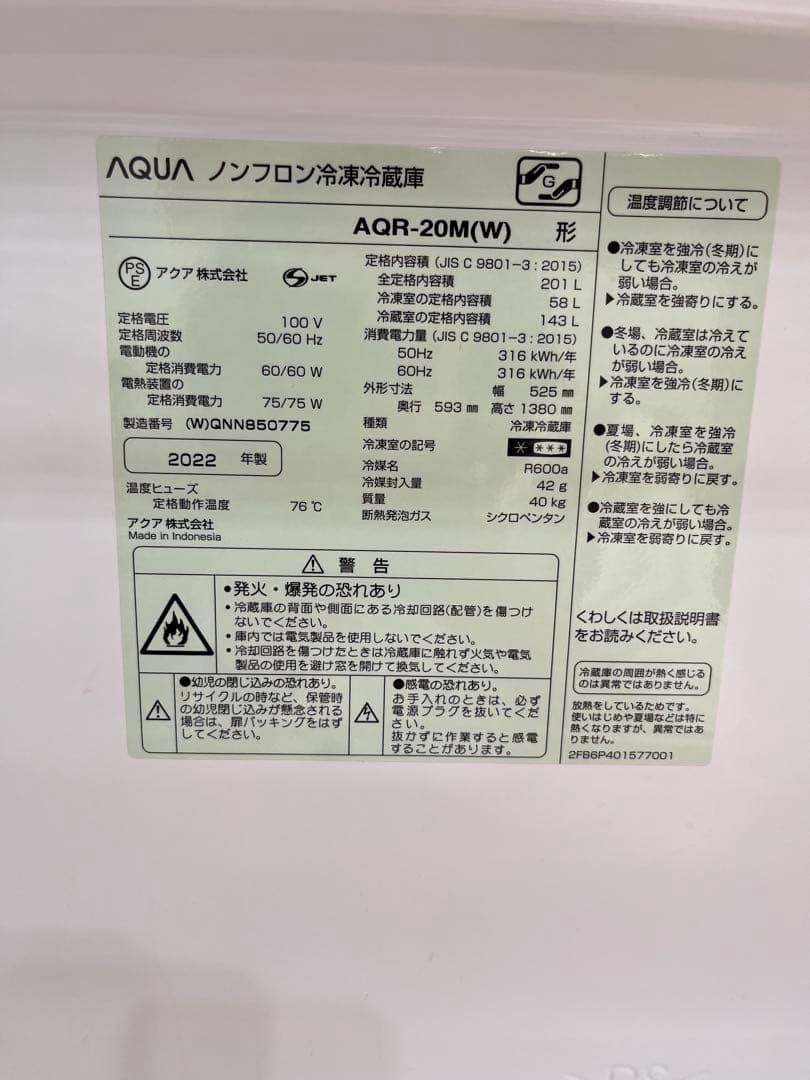 AQUA ノンフロン冷凍冷蔵庫
G
AQR-20M(W) 形
PS E アクア 株式会社 JET
定格電圧 100 V
定格周波数 50/60 Hz
電動機の
定格消費電力 60/60 W
電熱装置の
定格消費電力 75/75 W
製造番号 (W)QNN850775
2022 年製
温度ヒューズ
定格動作温度 76 ℃
アクア 株式会社
Made in Indonesia
定格内容積 (JIS C 9801-3 : 2015)
全定格内容積 201 L
冷凍室の定格内容積 58 L
冷蔵室の定格内容積 143 L
消費電力量 (JIS C 9801-3 : 2015)
50Hz 316 kWh/年
60Hz 316 kWh/年
外形寸法 幅 525 ㎜
奥行 593 ㎜ 高さ 1380 ㎜
種類 冷凍冷蔵庫
冷凍室の記号
冷媒名 R600a
冷媒封入量 42 g
質量 40 kg
断熱発泡ガス シクロペンタン
⚠ 警 告
●発火・爆発の恐れあり
・冷蔵庫の背面や側面にある冷却回路(配管)を傷つけ
ないでください。
・庫内では電気製品を使用しないでください。
・冷却回路を傷つけたときは冷蔵庫に触れず火気や電気
製品の使用を避け窓を開けて換気してください。
●幼児の閉じ込みの恐れあり。
リサイクルの時など、保管時
の幼児閉じ込みが懸念される
場合は、扉パッキングをはず
してください。
●感電の恐れあり。
お手入れのときは、必ず
電源プラグを抜いてくだ
さい。
抜かずに作業すると感電
することがあります。
温度調節について
●冷凍室を強冷(冬期)に
しても冷凍室の冷えが
弱い場合。
▶冷蔵室を強寄りにする。
●冬場、冷蔵室は冷えて
いるのに冷凍室の冷え
が弱い場合。
▶冷凍室を強冷(冬期)に
する。
●夏場、冷凍室を強冷
(冬期)にしたら冷蔵室
の冷えが弱い場合。
▶冷凍室を弱寄りに戻す。
●冷蔵室を強にしても冷
蔵室の冷えが弱い場合。
▶冷凍室を弱寄りに戻す。
くわしくは取扱説明書
をお読みください。
冷蔵庫の周囲が熱く感じる
のは異常ではありません。
放熱をしているためです。
使いはじめや夏場などは特に
熱くなりますが、異常ではあ
りません。
2FB6P401577001